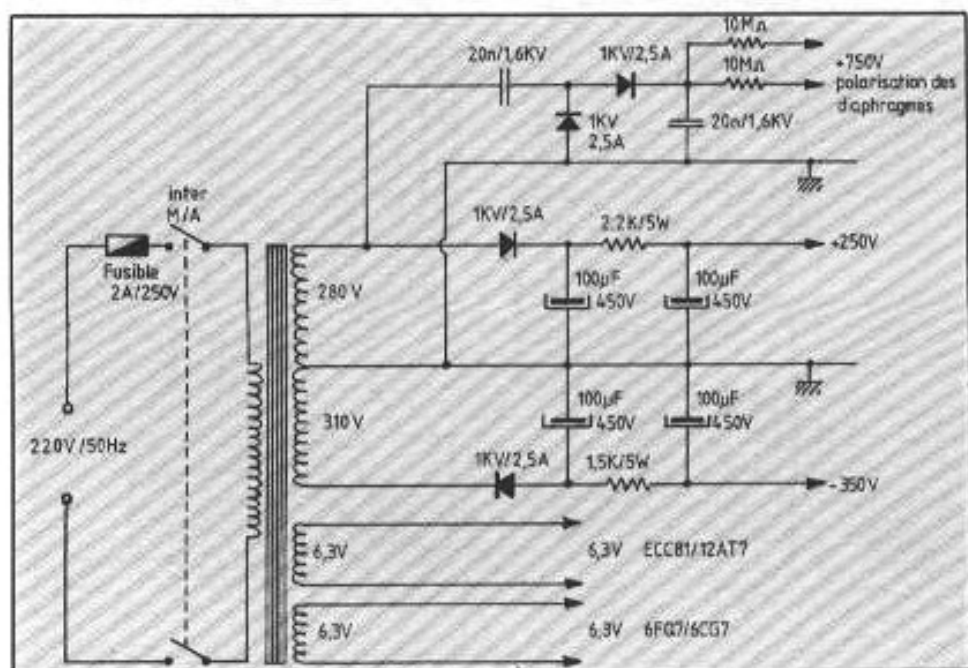 10MΩ
20n/1,6KV
1KV/2,5A
10MΩ
+750V
polarisation des
diaphragmes
1KV
2,5A
20n/1,6KV
inter
M/A
1KV/2,5A
2.2K/5W
+250V
Fusible
2A/250V
280 V
100µF
450V
100µF
450V
220V/50Hz
310 V
100µF
450V
100µF
450V
1KV/2,5A
1,5K/5W
-350V
6,3V
6,3V ECC81/12AT7
6,3V
6,3V 6FQ7/6CG7